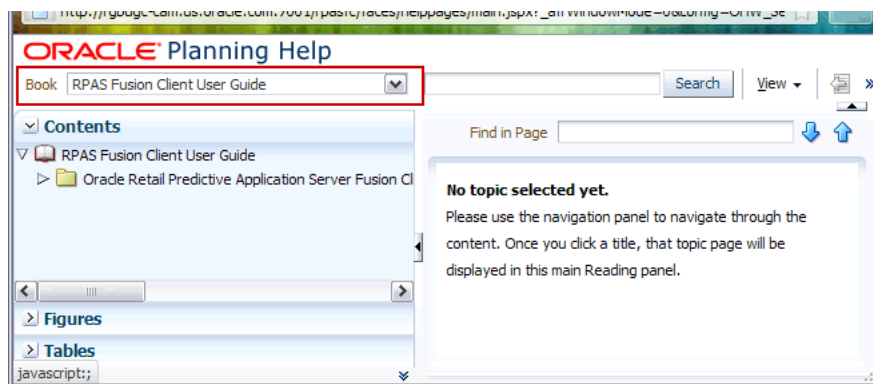 ORACLE Planning Help
Book RPAS Fusion Client User Guide Search View
Contents
RPAS Fusion Client User Guide
Oracle Retail Predictive Application Server Fusion Cl
Figures
Tables
javascript:;
Find in Page
No topic selected yet.
Please use the navigation panel to navigate through the
content. Once you click a title, that topic page will be
displayed in this main Reading panel.